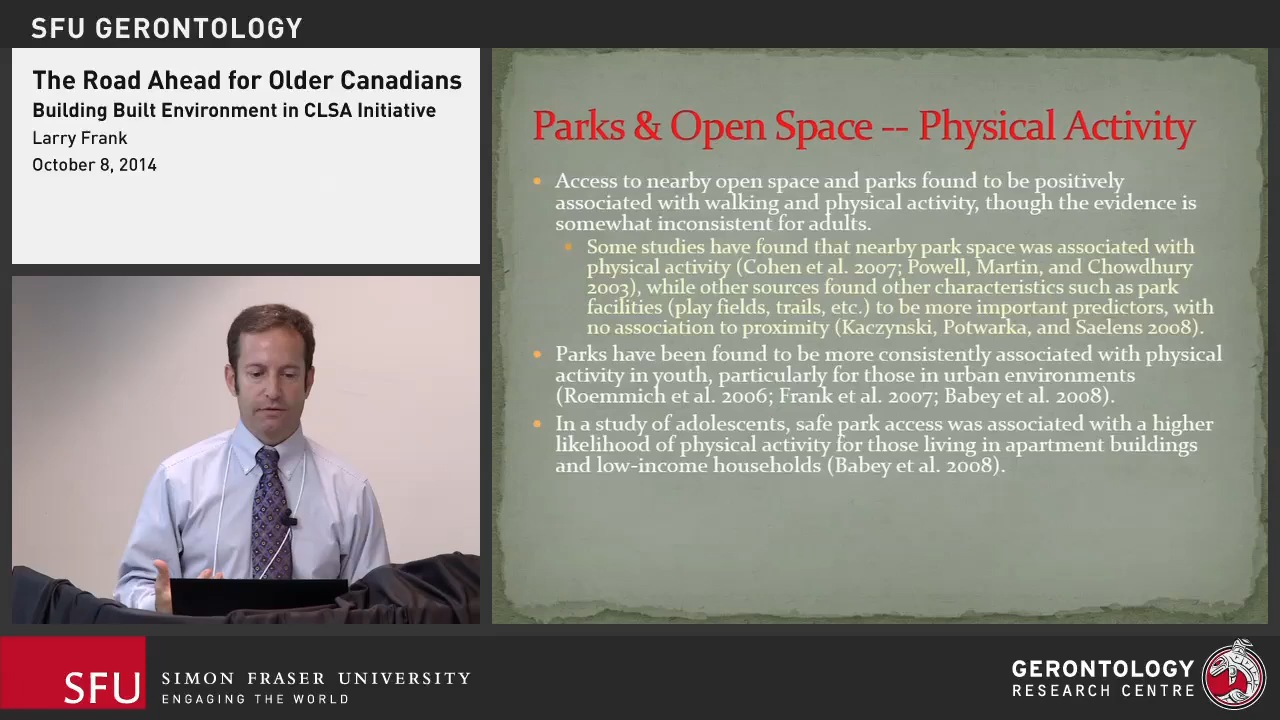 SFU GERONTOLOGY
The Road Ahead for Older Canadians
Building Built Environment in CLSA Initiative
Larry Frank
October 8, 2014
Parks & Open Space -- Physical Activity
• Access to nearby open space and parks found to be positively
associated with walking and physical activity, though the evidence is
somewhat inconsistent for adults.
• Some studies have found that nearby park space was associated with
physical activity (Cohen et al. 2007; Powell, Martin, and Chowdhury
2003), while other sources found other characteristics such as park
facilities (play fields, trails, etc.) to be more important predictors, with
no association to proximity (Kaczynski, Potwarka, and Saelens 2008).
• Parks have been found to be more consistently associated with physical
activity in youth, particularly for those in urban environments
(Roemmich et al. 2006; Frank et al. 2007; Babey et al. 2008).
• In a study of adolescents, safe park access was associated with a higher
likelihood of physical activity for those living in apartment buildings
and low-income households (Babey et al. 2008).
SFU
SIMON FRASER UNIVERSITY
ENGAGING THE WORLD
GERONTOLOGY
RESEARCH CENTRE